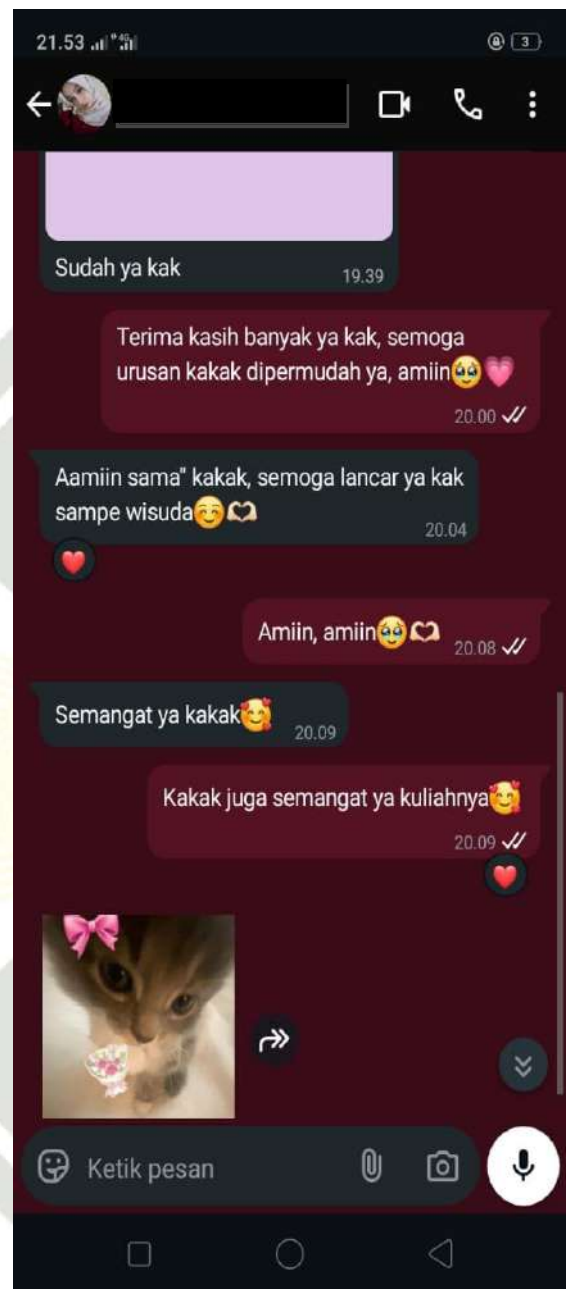 21.53
3
Sudah ya kak
19.39
Terima kasih banyak ya kak, semoga
urusan kakak dipermudah ya, amiin🥹💗
20.00
Aamiin sama" kakak, semoga lancar ya kak
sampe wisuda☺️🫶🏻
20.04
Amiin, amiin🥹🫶🏻
20.08
Semangat ya kakak🥰
20.09
Kakak juga semangat ya kuliahnya🥰
20.09
Ketik pesan